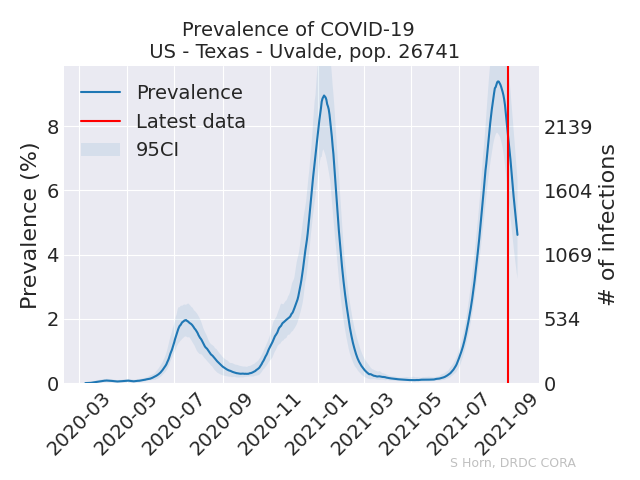 Prevalence of COVID-19
US - Texas - Uvalde, pop. 26741
Prevalence
Latest data
95CI
Prevalence (%)
8
6
4
2
0
2139
1604
1069
534
0
# of infections
2020-03
2020-05
2020-07
2020-09
2020-11
2021-01
2021-03
2021-05
2021-07
2021-09
S Horn, DRDC CORA